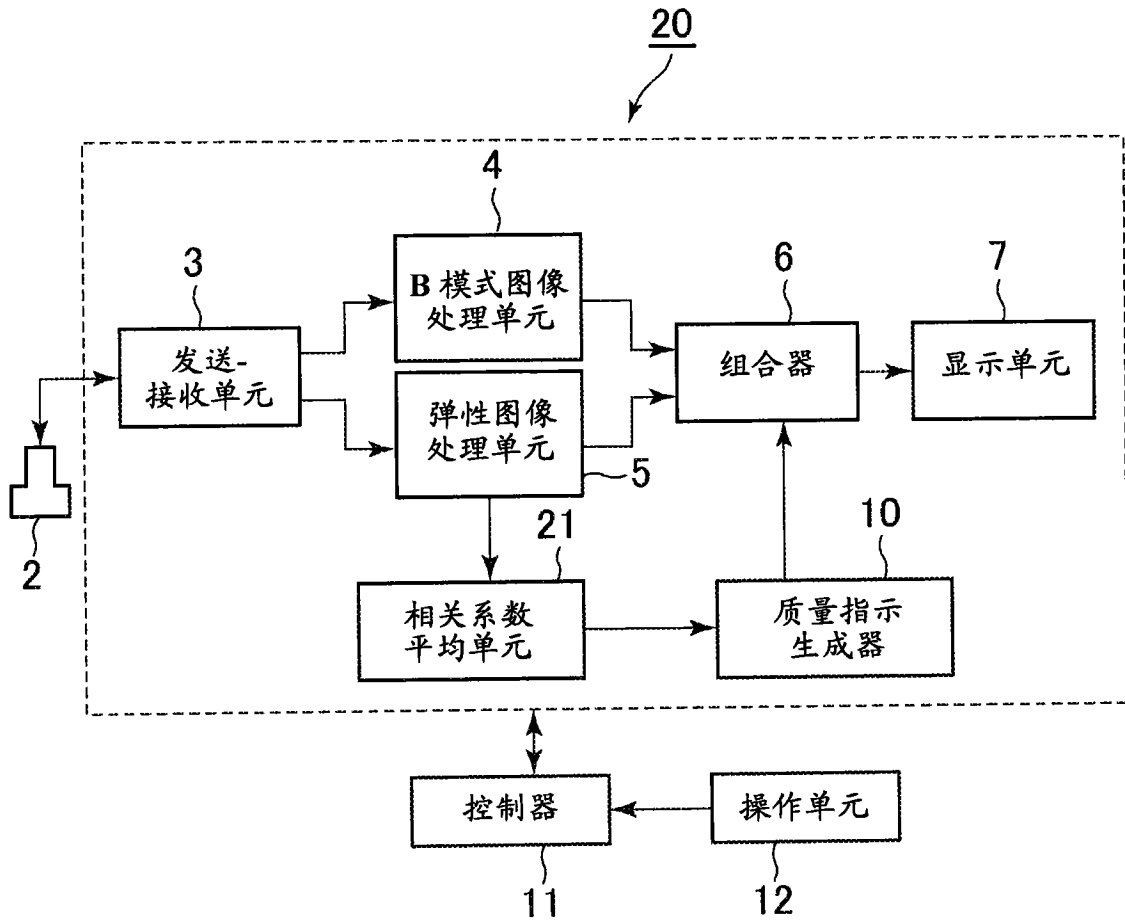 20
4
B 模式图像
处理单元
3
发送-
接收单元
6
组合器
7
显示单元
弹性图像
处理单元
5
2
21
相关系数
平均单元
10
质量指示
生成器
控制器
11
操作单元
12